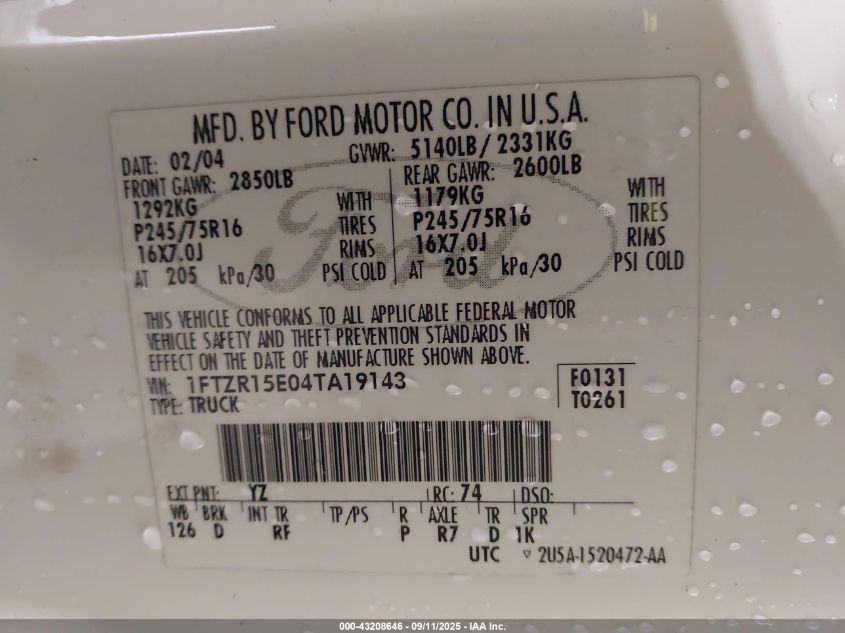 MFD. BY FORD MOTOR CO. IN U.S.A.
DATE: 02/04 GVWR: 5140LB/ 2331KG
FRONT GAWR: 2850LB REAR GAWR: 2600LB
1292KG WITH 1179KG WITH
P245/75R16 TIRES P245/75R16 TIRES
16X7.0J RIMS 16X7.0J RIMS
AT 205 kPa/30 PSI COLD AT 205 kPa/30 PSI COLD
Ford
THIS VEHICLE CONFORMS TO ALL APPLICABLE FEDERAL MOTOR
VEHICLE SAFETY AND THEFT PREVENTION STANDARDS IN
EFFECT ON THE DATE OF MANUFACTURE SHOWN ABOVE.
VIN: 1FTZR15E04TA19143 F0131
TYPE: TRUCK T0261
EXT PNT: YZ RC: 74 DSO:
WB BRK INT TR TP/PS R AXLE TR SPR
126 D RF P R7 D 1K
UTC ▽ 2U5A-1520472-AA
000-43208646 - 09/11/2025 - IAA Inc.